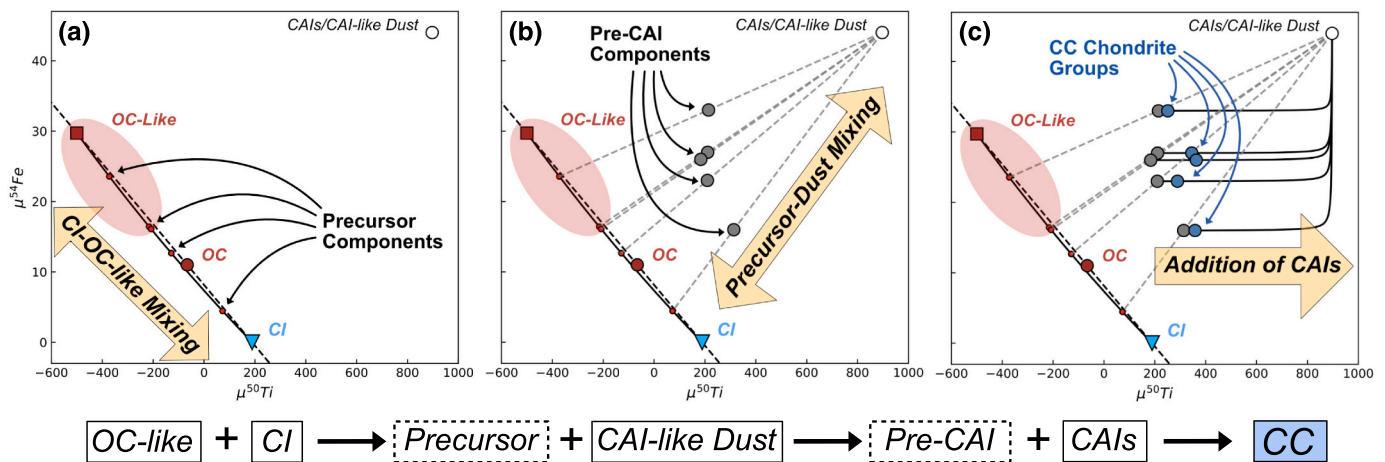 (a)
CAIs/CAI-like Dust
OC-Like
Precursor
Components
OC
CI-OC-like Mixing
CI
μ⁵⁴Fe
40
30
20
10
0
−600 −400 −200 0 200 400 600 800 1000
μ⁵⁰Ti
(b)
CAIs/CAI-like Dust
Pre-CAI
Components
OC-Like
Precursor-Dust Mixing
OC
CI
−600 −400 −200 0 200 400 600 800 1000
μ⁵⁰Ti
(c)
CAIs/CAI-like Dust
CC Chondrite
Groups
OC-Like
OC
Addition of CAIs
CI
−600 −400 −200 0 200 400 600 800 1000
μ⁵⁰Ti
OC-like + CI → Precursor + CAI-like Dust → Pre-CAI + CAIs → CC